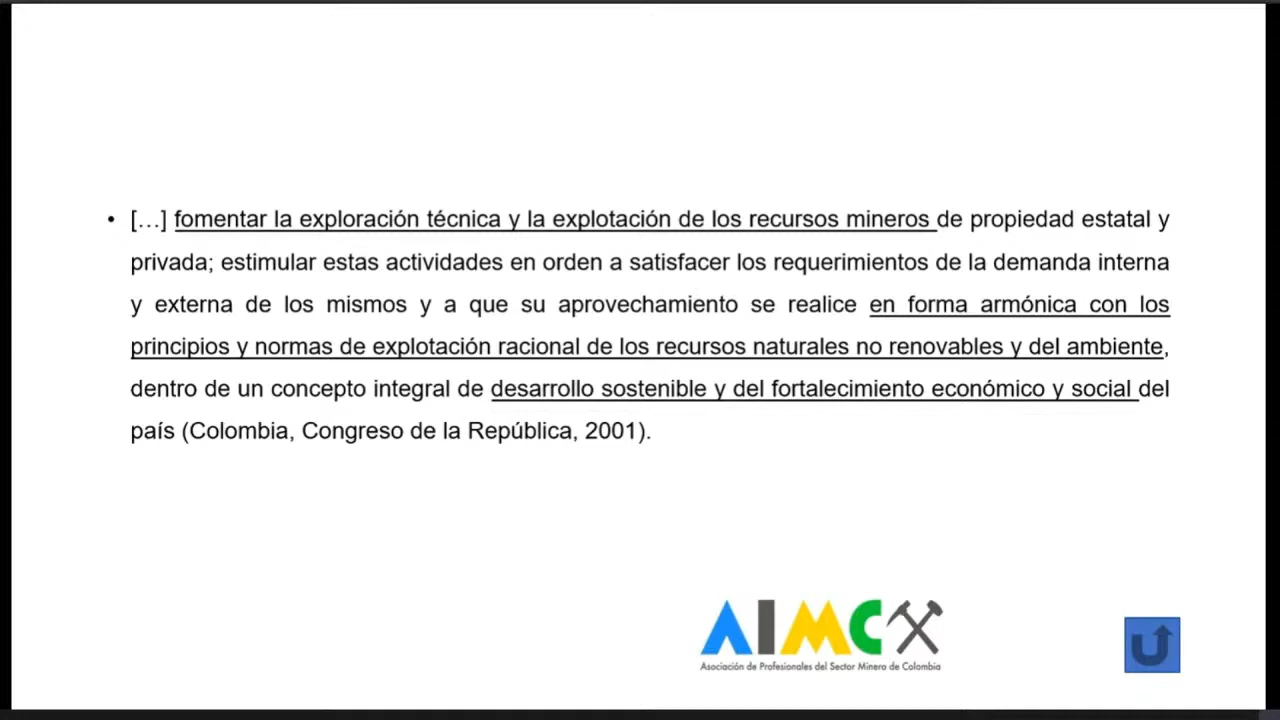 • […] fomentar la exploración técnica y la explotación de los recursos mineros de propiedad estatal y
privada; estimular estas actividades en orden a satisfacer los requerimientos de la demanda interna
y externa de los mismos y a que su aprovechamiento se realice en forma armónica con los
principios y normas de explotación racional de los recursos naturales no renovables y del ambiente,
dentro de un concepto integral de desarrollo sostenible y del fortalecimiento económico y social del
país (Colombia, Congreso de la República, 2001).
AIMC
Asociación de Profesionales del Sector Minero de Colombia